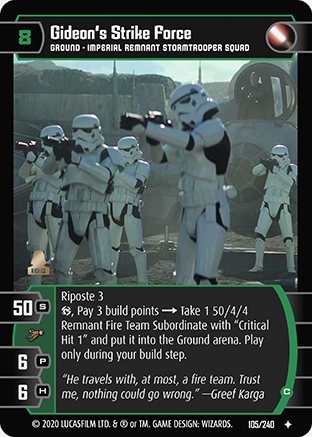 8
Gideon's Strike Force
GROUND - IMPERIAL REMNANT STORMTROOPER SQUAD
50 S
6 P
6 H
Riposte 3
, Pay 3 build points → Take 1 50/4/4
Remnant Fire Team Subordinate with "Critical
Hit 1" and put it into the Ground arena. Play
only during your build step.
"He travels with, at most, a fire team. Trust
me, nothing could go wrong." —Greef Karga
C
© 2020 LUCASFILM LTD. & ® or TM. GAME DESIGN: WIZARDS.
105/240